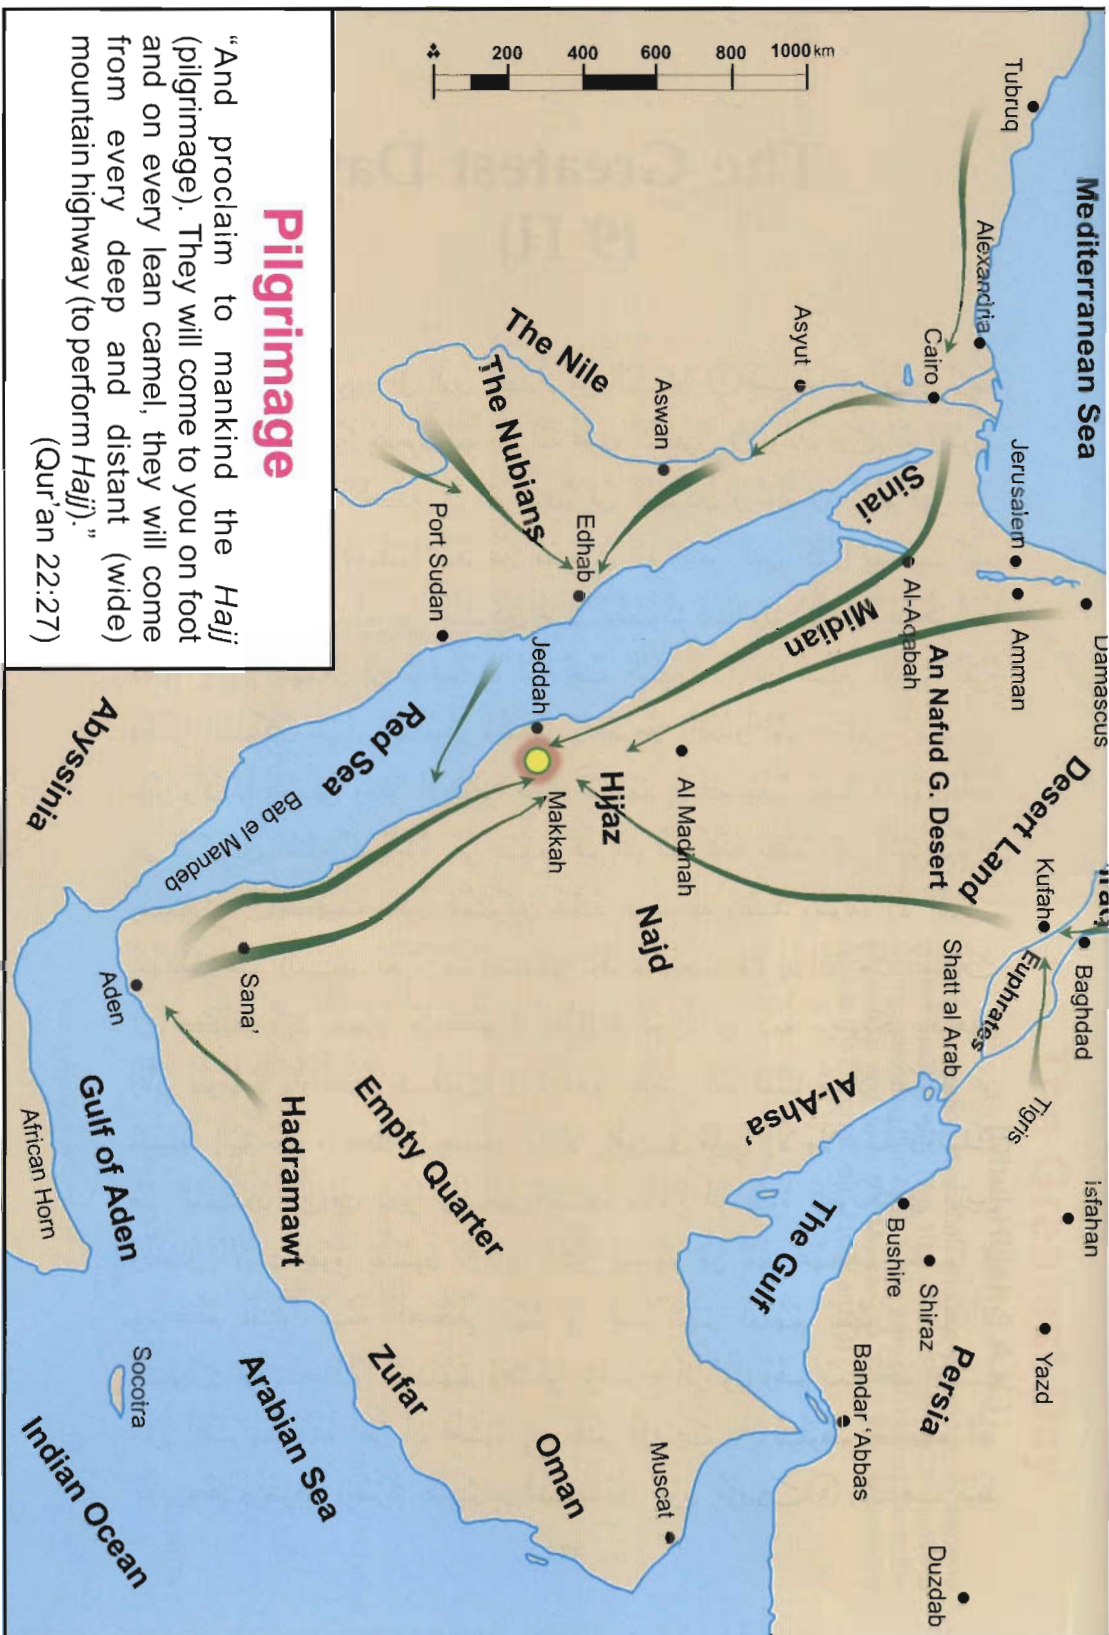 Mediterranean Sea
Tubruq
Alexandria
Cairo
Jerusalem
Amman
Damascus
Asyut
Aswan
The Nile
The Nubians
Sinai
Al-Aqabah
Midian
An Nafud G. Desert
Desert Land
Kufah
Baghdad
Euphrates
Tigris
Shatt al Arab
isfahan
Yazd
Shiraz
Bushire
Persia
Bandar ‘Abbas
Duzdab
Edhab
Port Sudan
Jeddah
Makkah
Hijaz
Al Madinah
Najd
Al-Ahsa’
The Gulf
Red Sea
Bab el Mandeb
Abyssinia
Sana’
Aden
Gulf of Aden
African Horn
Hadramawt
Empty Quarter
Zufar
Oman
Muscat
Arabian Sea
Socotra
Indian Ocean
200 400 600 800 1000 km
Pilgrimage
“And proclaim to mankind the Hajj
(pilgrimage). They will come to you on foot
and on every lean camel, they will come
from every deep and distant (wide)
mountain highway (to perform Hajj).”
(Qur’an 22:27)